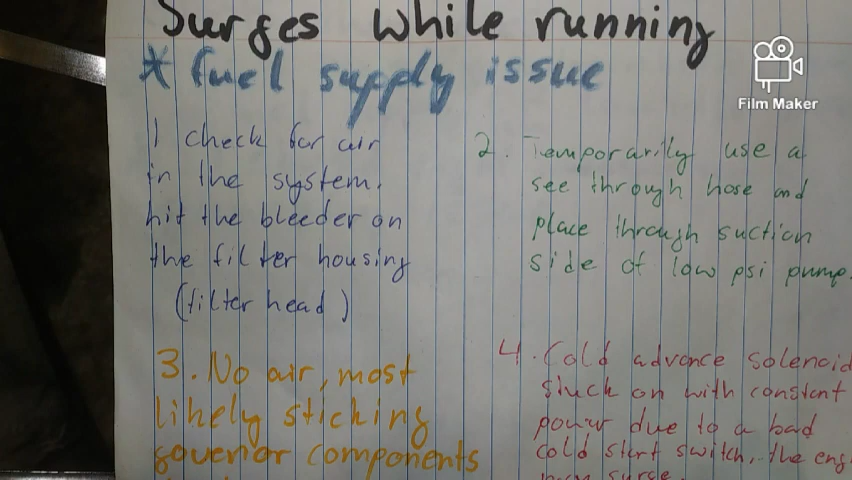 Surges while running
* fuel supply issue
Film Maker
1 check for air
in the system.
hit the bleeder on
the filter housing
(filter head)
2. Temporarily use a
see through hose and
place through suction
side of low psi pump.
3. No air, most
likely sticking
governor components
4. Cold advance solenoid
stuck on with constant
power due to a bad
cold start switch, the eng
surge